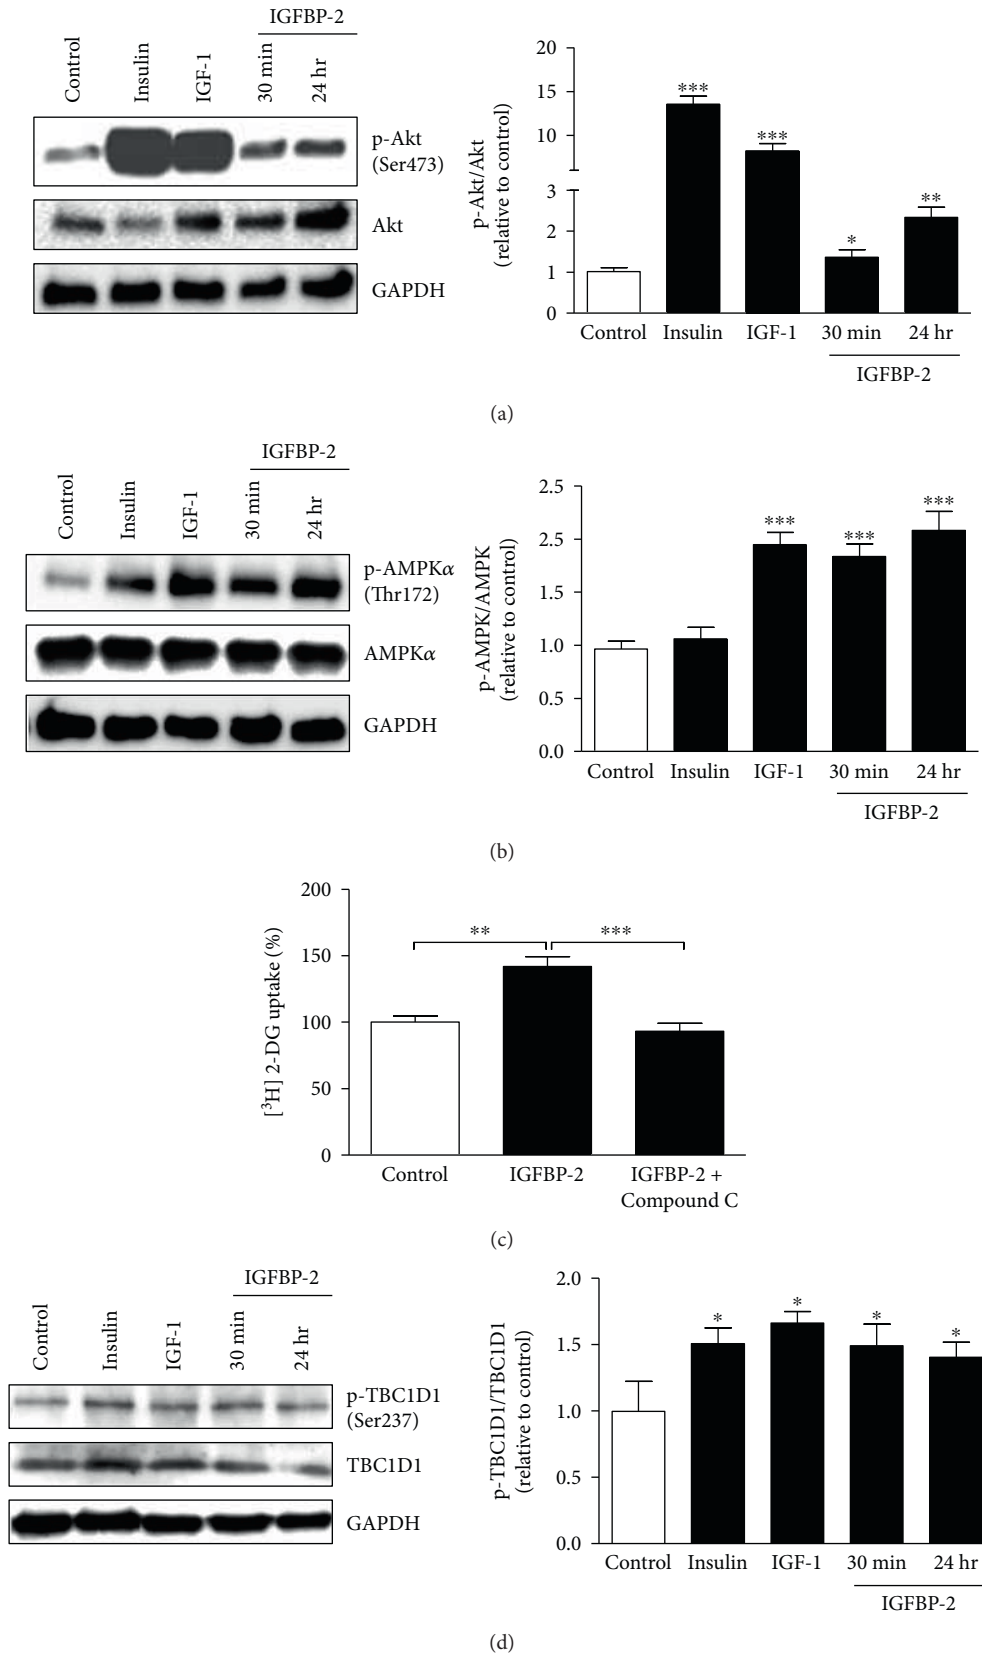 IGFBP-2
Control
Insulin
IGF-1
30 min
24 hr
p-Akt
(Ser473)
Akt
GAPDH
p-Akt/Akt
(relative to control)
20
15
10
3
2
1
0
***
***
*
**
Control Insulin IGF-1 30 min 24 hr
IGFBP-2
(a)
IGFBP-2
Control
Insulin
IGF-1
30 min
24 hr
p-AMPKα
(Thr172)
AMPKα
GAPDH
p-AMPK/AMPK
(relative to control)
2.5
2.5
1.5
1.0
0.5
0.0
***
***
***
Control Insulin IGF-1 30 min 24 hr
IGFBP-2
(b)
[³H] 2-DG uptake (%)
200
150
100
50
0
**
***
Control IGFBP-2 IGFBP-2 +
Compound C
(c)
IGFBP-2
Control
Insulin
IGF-1
30 min
24 hr
p-TBC1D1
(Ser237)
TBC1D1
GAPDH
p-TBC1D1/TBC1D1
(relative to control)
2.0
1.5
1.0
0.5
0.0
*
*
*
*
Control Insulin IGF-1 30 min 24 hr
IGFBP-2
(d)